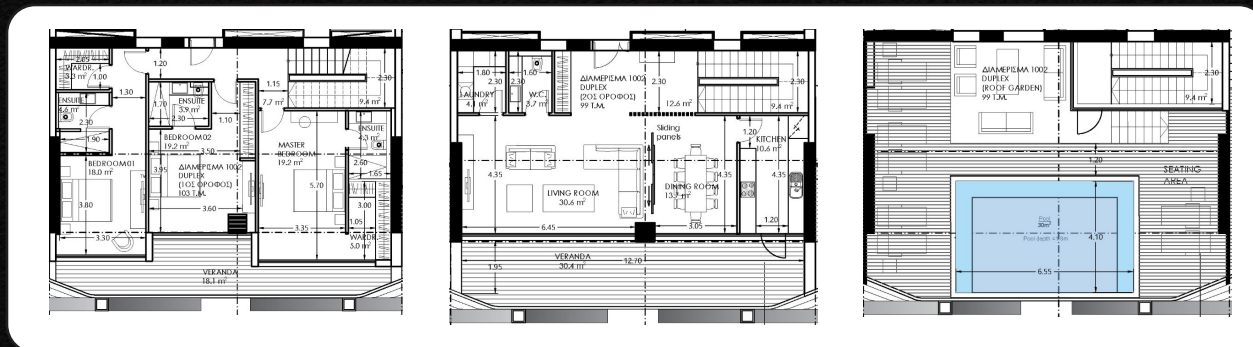 2.05
WARDR.
3.3 m²
1.00
1.20
1.30
ENSUITE
4.6 m²
2.30
1.90
1.70
ENSUITE
3.9 m²
2.30
1.10
1.15
7.7 m²
2.30
9.4 m²
BEDROOM02
19.2 m²
3.50
BEDROOM01
18.0 m²
3.95
ΔΙΑΜΕΡΙΣΜΑ 1002
DUPLEX
(1ΟΣ ΟΡΟΦΟΣ)
103 Τ.Μ.
MASTER
BEDROOM
19.2 m²
ENSUITE
2.60
1.65
5.70
3.80
3.60
3.00
1.05
3.30
3.35
WARDR.
5.0 m²
VERANDA
18.1 m²
1.80
2.30
LAUNDRY
4.1 m²
1.60
2.30
W.C.
3.7 m²
ΔΙΑΜΕΡΙΣΜΑ 1002
DUPLEX
(2ΟΣ ΟΡΟΦΟΣ)
99 Τ.Μ.
2.30
12.6 m²
2.30
9.4 m²
Sliding
panels
1.20
KITCHEN
10.6 m²
4.35
4.35
4.35
LIVING ROOM
30.6 m²
DINING ROOM
6.45
3.05
1.20
1.95
VERANDA
30.4 m²
12.70
ΔΙΑΜΕΡΙΣΜΑ 1002
DUPLEX
(ROOF GARDEN)
99 Τ.Μ.
2.30
9.4 m²
1.20
SEATING
AREA
Pool
30m²
Pool depth
4.10
6.55